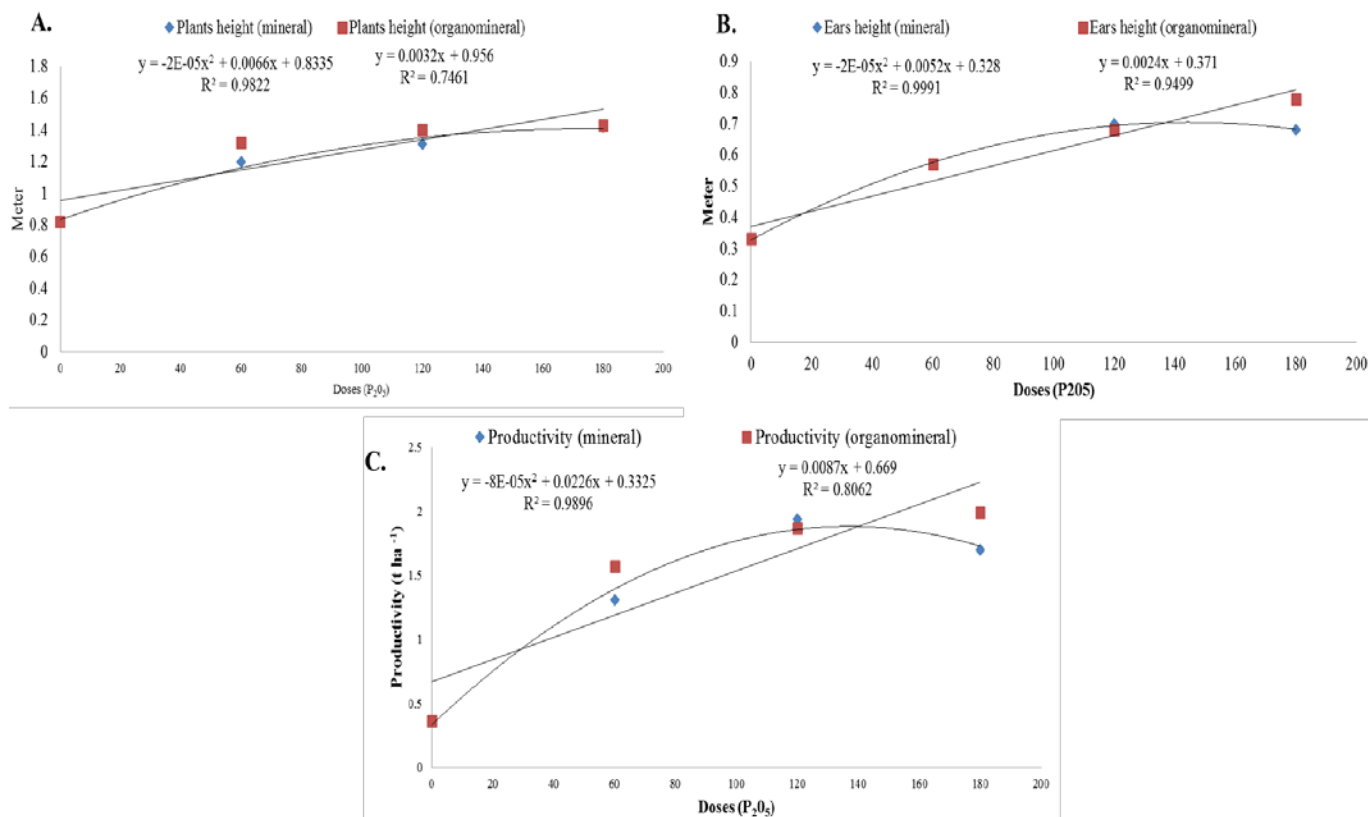 A.
Plants height (mineral) Plants height (organomineral)
y = -2E-05x² + 0.0066x + 0.8335
R² = 0.9822
y = 0.0032x + 0.956
R² = 0.7461
Meter
1.8
1.6
1.4
1.2
1
0.8
0.6
0.4
0.2
0
0 20 40 60 80 100 120 140 160 180 200
Doses (P₂0₅)
B.
Ears height (mineral) Ears height (organomineral)
y = -2E-05x² + 0.0052x + 0.328
R² = 0.9991
y = 0.0024x + 0.371
R² = 0.9499
Meter
0.9
0.8
0.7
0.6
0.5
0.4
0.3
0.2
0.1
0
0 20 40 60 80 100 120 140 160 180 200
Doses (P205)
C.
Productivity (mineral) Productivity (organomineral)
y = -8E-05x² + 0.0226x + 0.3325
R² = 0.9896
y = 0.0087x + 0.669
R² = 0.8062
Productivity (t ha ⁻¹)
2.5
2
1.5
1
0.5
0
0 20 40 60 80 100 120 140 160 180 200
Doses (P₂0₅)